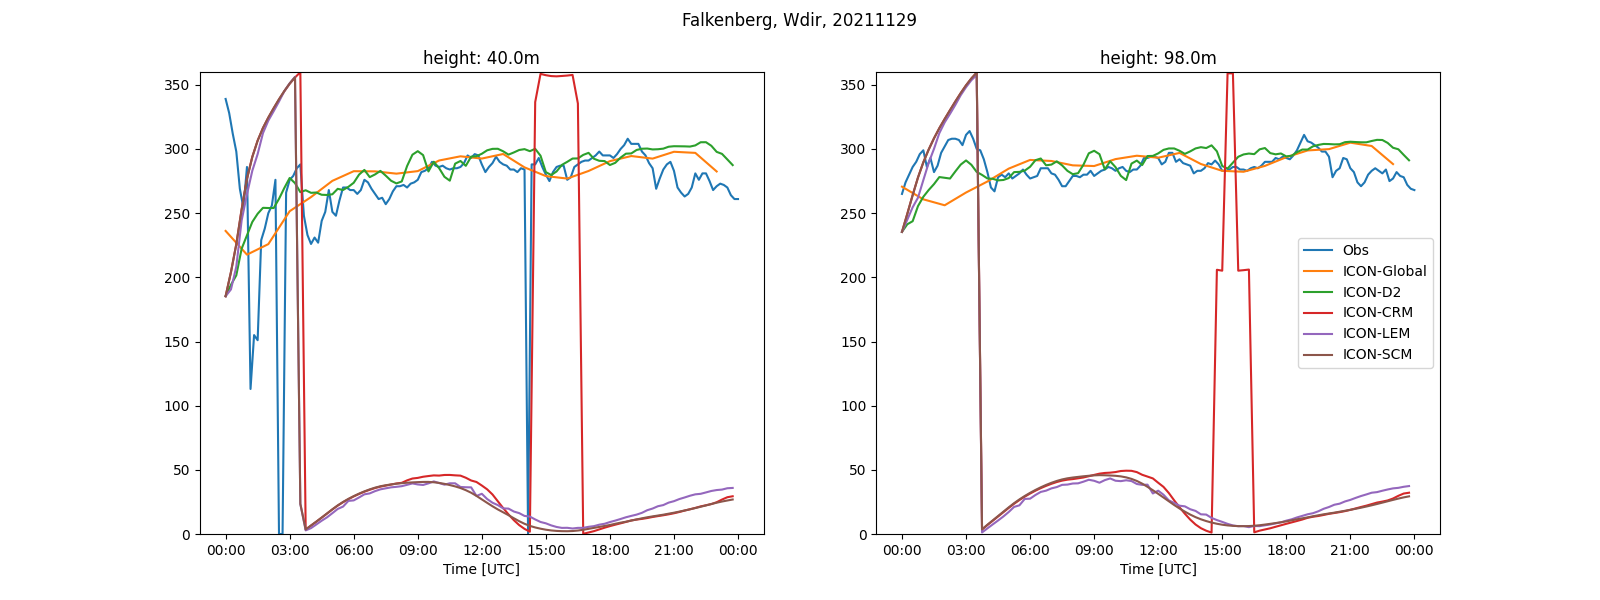 Falkenberg, Wdir, 20211129
height: 40.0m
350
300
250
200
150
100
50
0
00:00 03:00 06:00 09:00 12:00 15:00 18:00 21:00 00:00
Time [UTC]
height: 98.0m
350
300
250
200
150
100
50
0
00:00 03:00 06:00 09:00 12:00 15:00 18:00 21:00 00:00
Time [UTC]
Obs
ICON-Global
ICON-D2
ICON-CRM
ICON-LEM
ICON-SCM